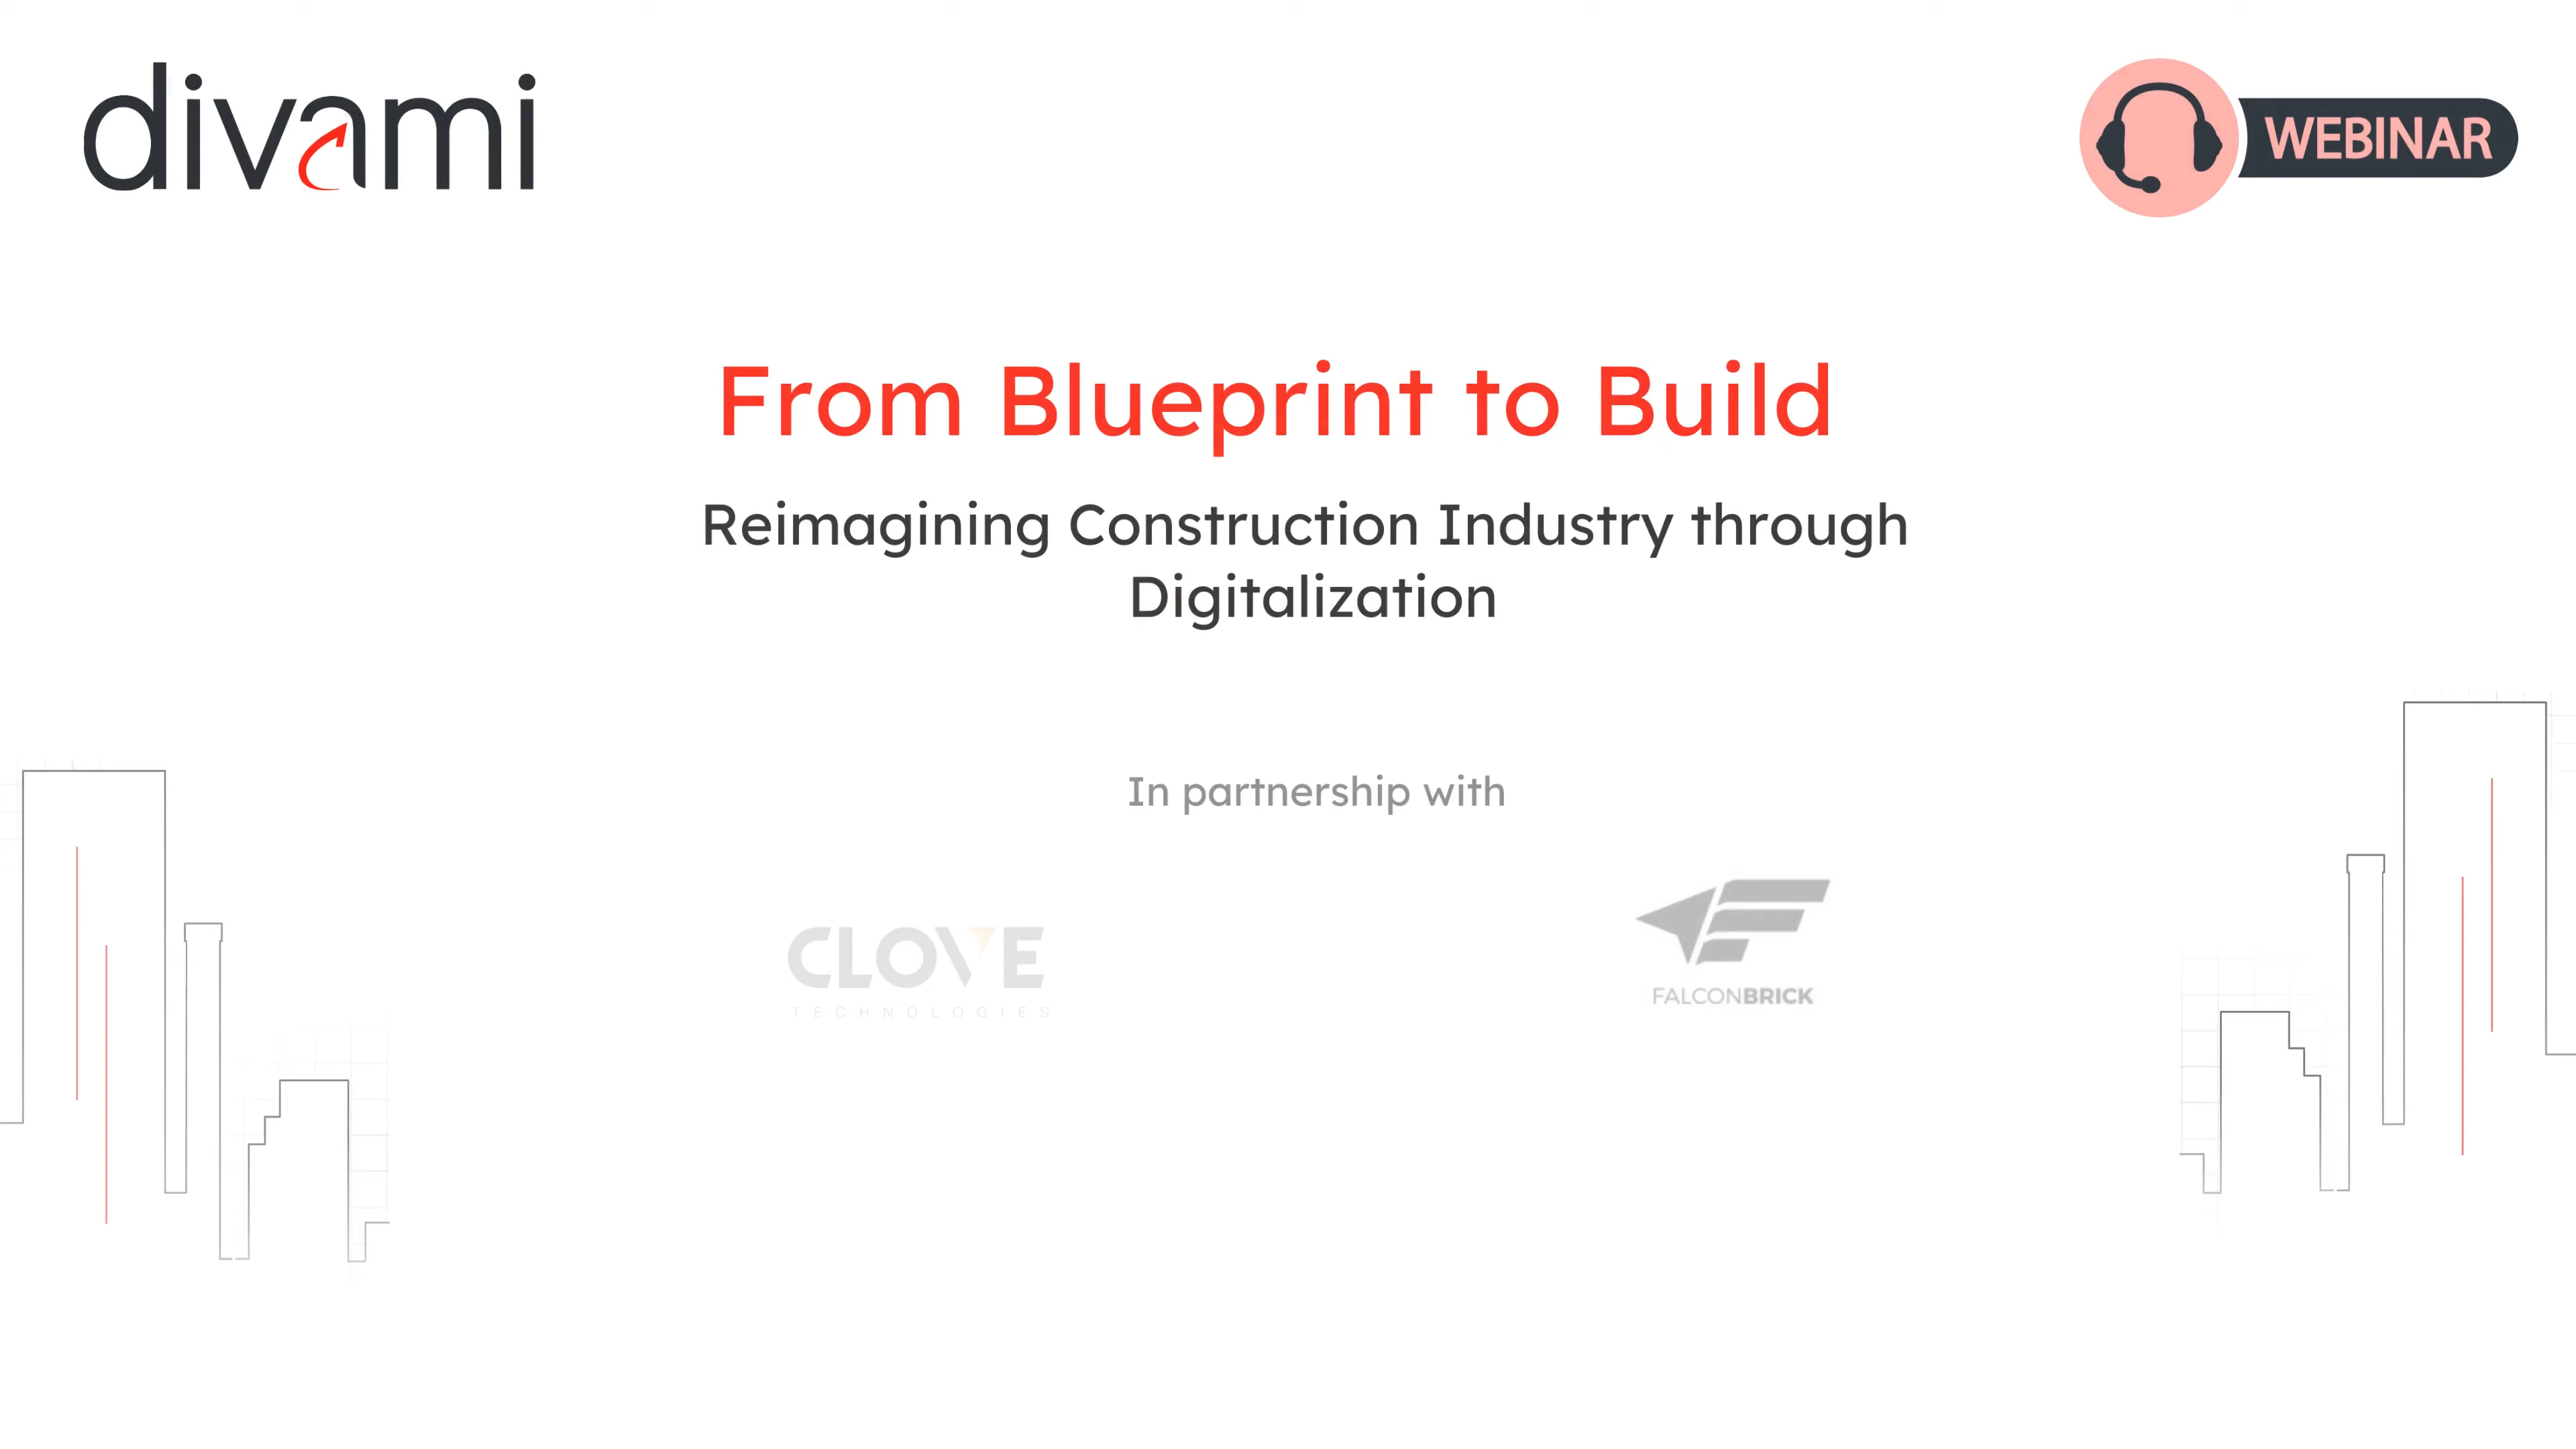 divami
WEBINAR
From Blueprint to Build
Reimagining Construction Industry through
Digitalization
In partnership with
CLOVE
TECHNOLOGIES
FALCONBRICK